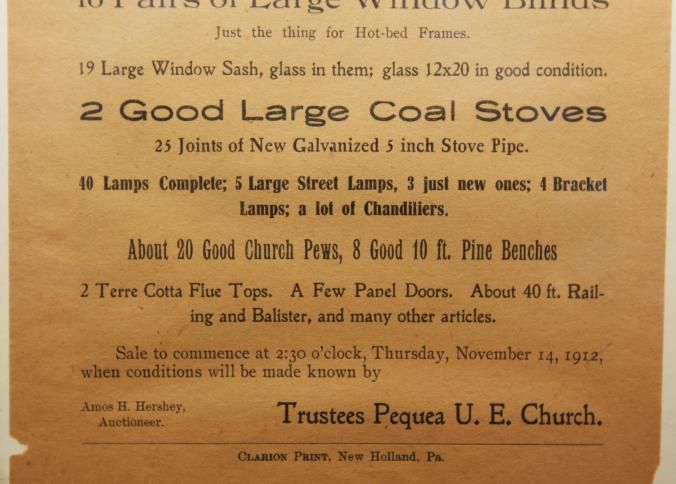 Pairs of Large Window Blinds
Just the thing for Hot-bed Frames.
19 Large Window Sash, glass in them; glass 12x20 in good condition.
2 Good Large Coal Stoves
25 Joints of New Galvanized 5 inch Stove Pipe.
40 Lamps Complete; 5 Large Street Lamps, 3 just new ones; 4 Bracket
Lamps; a lot of Chandiliers.
About 20 Good Church Pews, 8 Good 10 ft. Pine Benches
2 Terre Cotta Flue Tops. A Few Panel Doors. About 40 ft. Rail-
ing and Balister, and many other articles.
Sale to commence at 2:30 o'clock, Thursday, November 14, 1912,
when conditions will be made known by
Amos H. Hershey,
Auctioneer.
Trustees Pequea U. E. Church.
Clarion Print, New Holland, Pa.